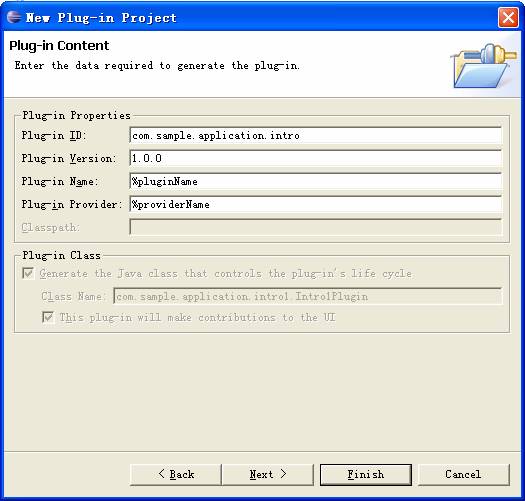 New Plug-in Project
Plug-in Content
Enter the data required to generate the plug-in.
Plug-in Properties
Plug-in ID: com.sample.application.intro
Plug-in Version: 1.0.0
Plug-in Name: %pluginName
Plug-in Provider: %providerName
Classpath:
Plug-in Class
Generate the Java class that controls the plug-in's life cycle
Class Name: com.sample.application.intro1.Intro1Plugin
This plug-in will make contributions to the UI
< Back Next > Finish Cancel